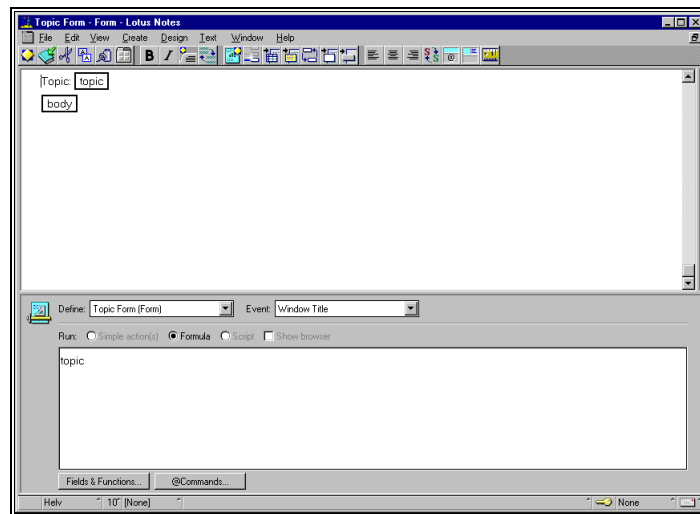 Topic Form - Form - Lotus Notes
File Edit View Create Design Text Window Help
B I
Topic: topic
body
Define: Topic Form (Form) Event: Window Title
Run: Simple action(s) Formula Script Show browser
topic
Fields & Functions... @Commands...
Helv 10 [None] None